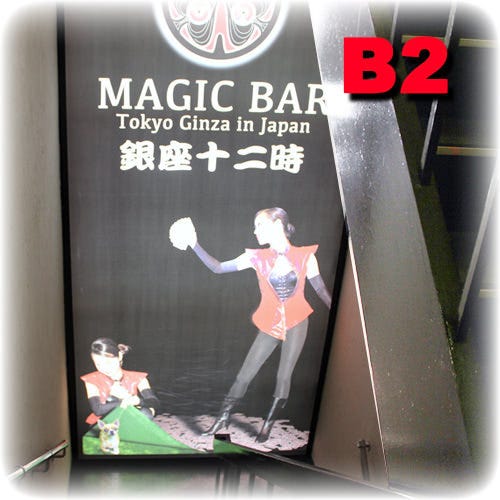 B2
MAGIC BAR
Tokyo Ginza in Japan
銀座十二時